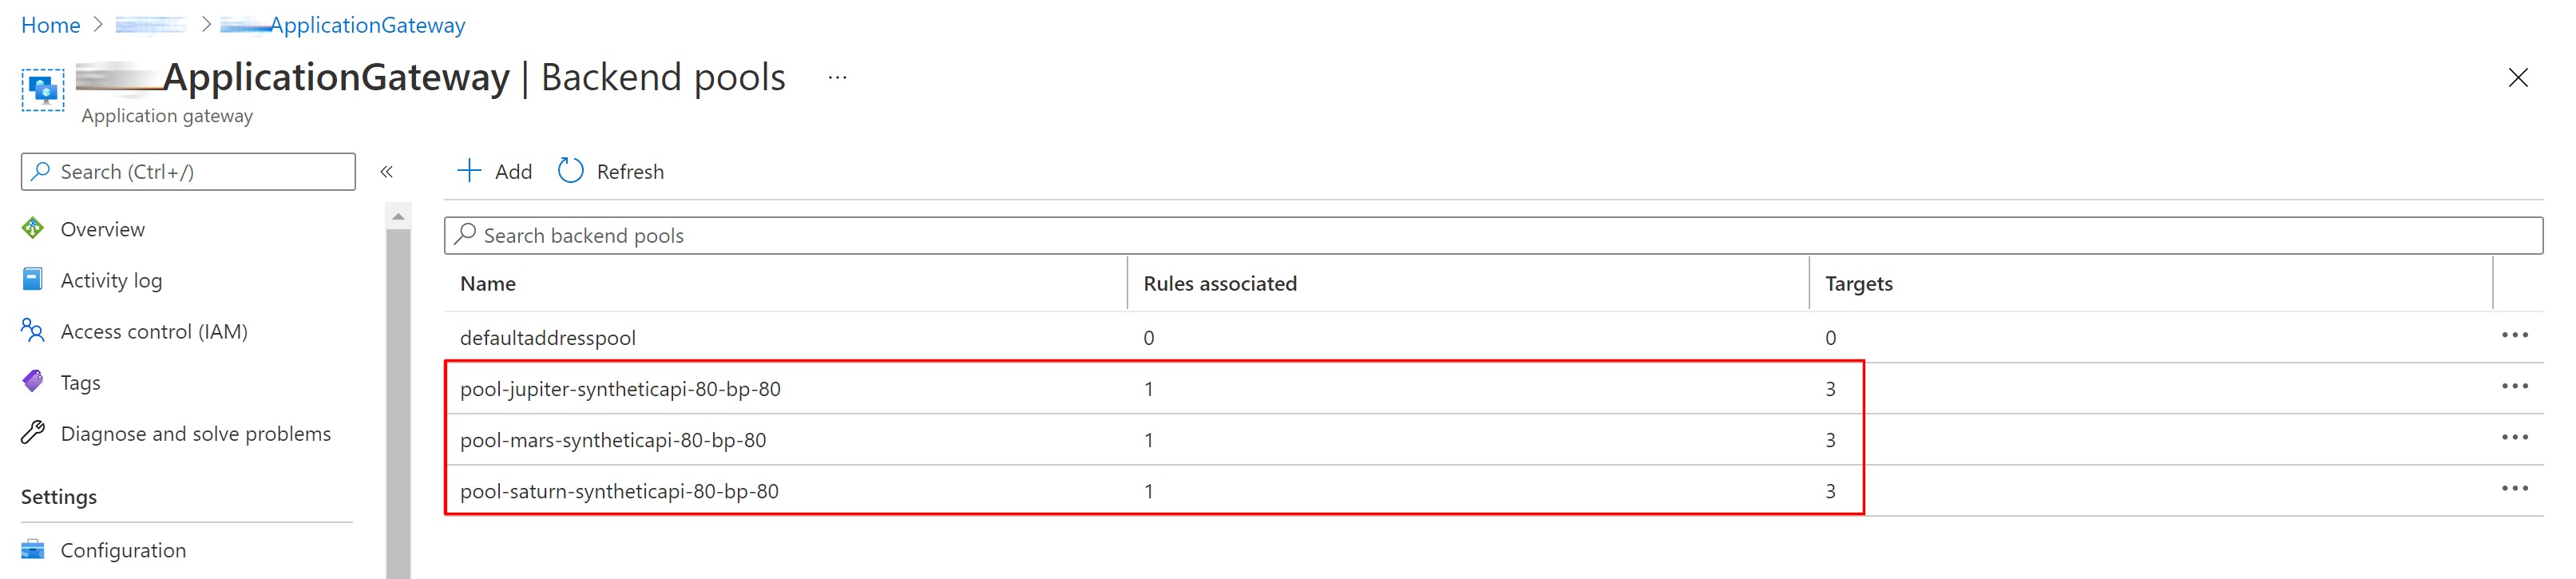 Home > > ApplicationGateway
ApplicationGateway | Backend pools ...
Application gateway
Search (Ctrl+/) «
Overview
Activity log
Access control (IAM)
Tags
Diagnose and solve problems
Settings
Configuration
+ Add Refresh
Search backend pools
Name Rules associated Targets
defaultaddresspool 0 0 •••
pool-jupiter-syntheticapi-80-bp-80 1 3 •••
pool-mars-syntheticapi-80-bp-80 1 3 •••
pool-saturn-syntheticapi-80-bp-80 1 3 •••